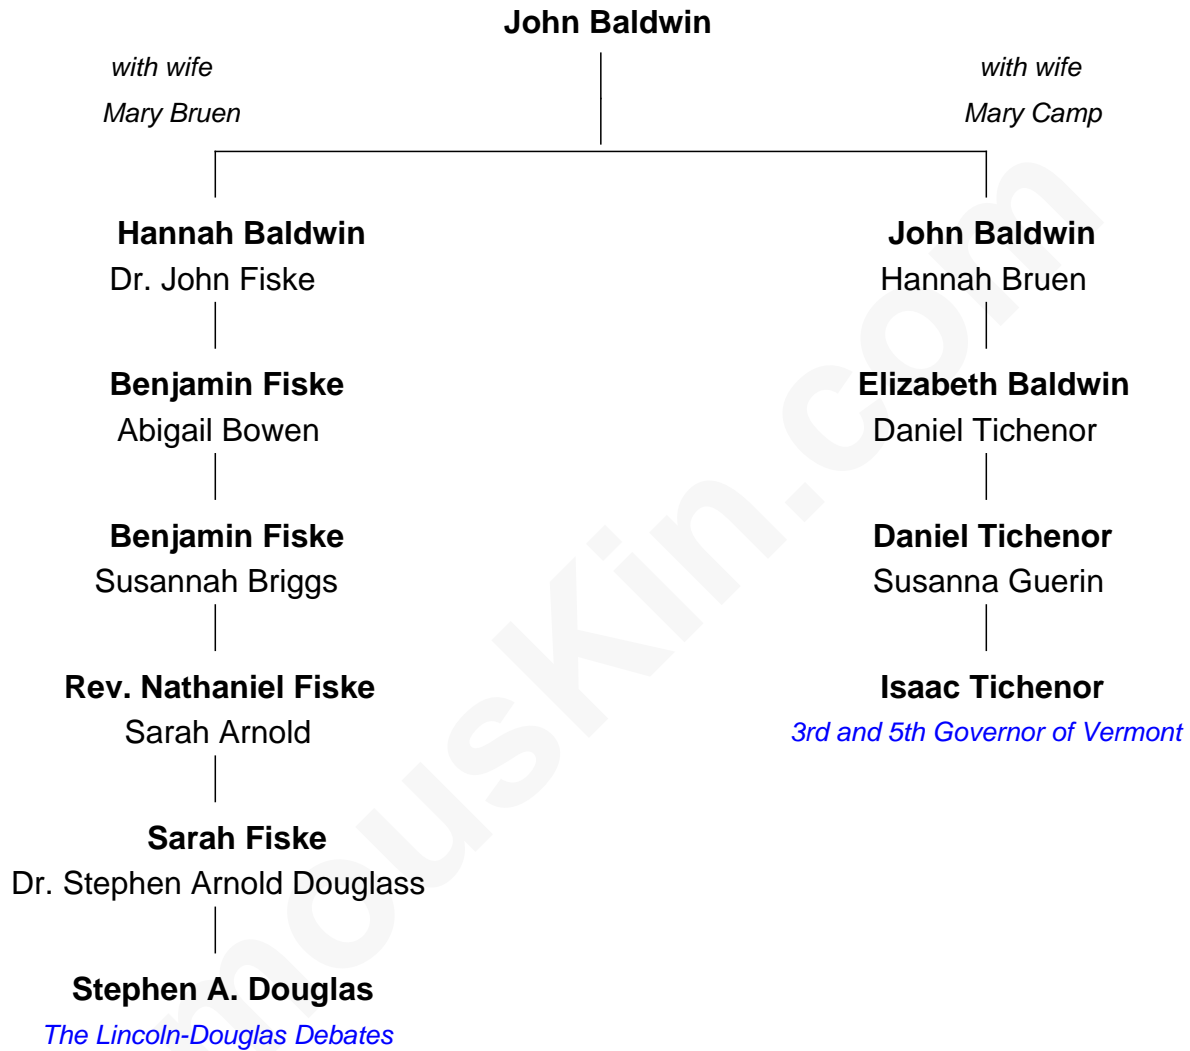 John Baldwin
with wife
Mary Bruen
with wife
Mary Camp
Hannah Baldwin
Dr. John Fiske
John Baldwin
Hannah Bruen
Benjamin Fiske
Abigail Bowen
Elizabeth Baldwin
Daniel Tichenor
Benjamin Fiske
Susannah Briggs
Daniel Tichenor
Susanna Guerin
Rev. Nathaniel Fiske
Sarah Arnold
Isaac Tichenor
3rd and 5th Governor of Vermont
Sarah Fiske
Dr. Stephen Arnold Douglass
Stephen A. Douglas
The Lincoln-Douglas Debates
mousKin.com